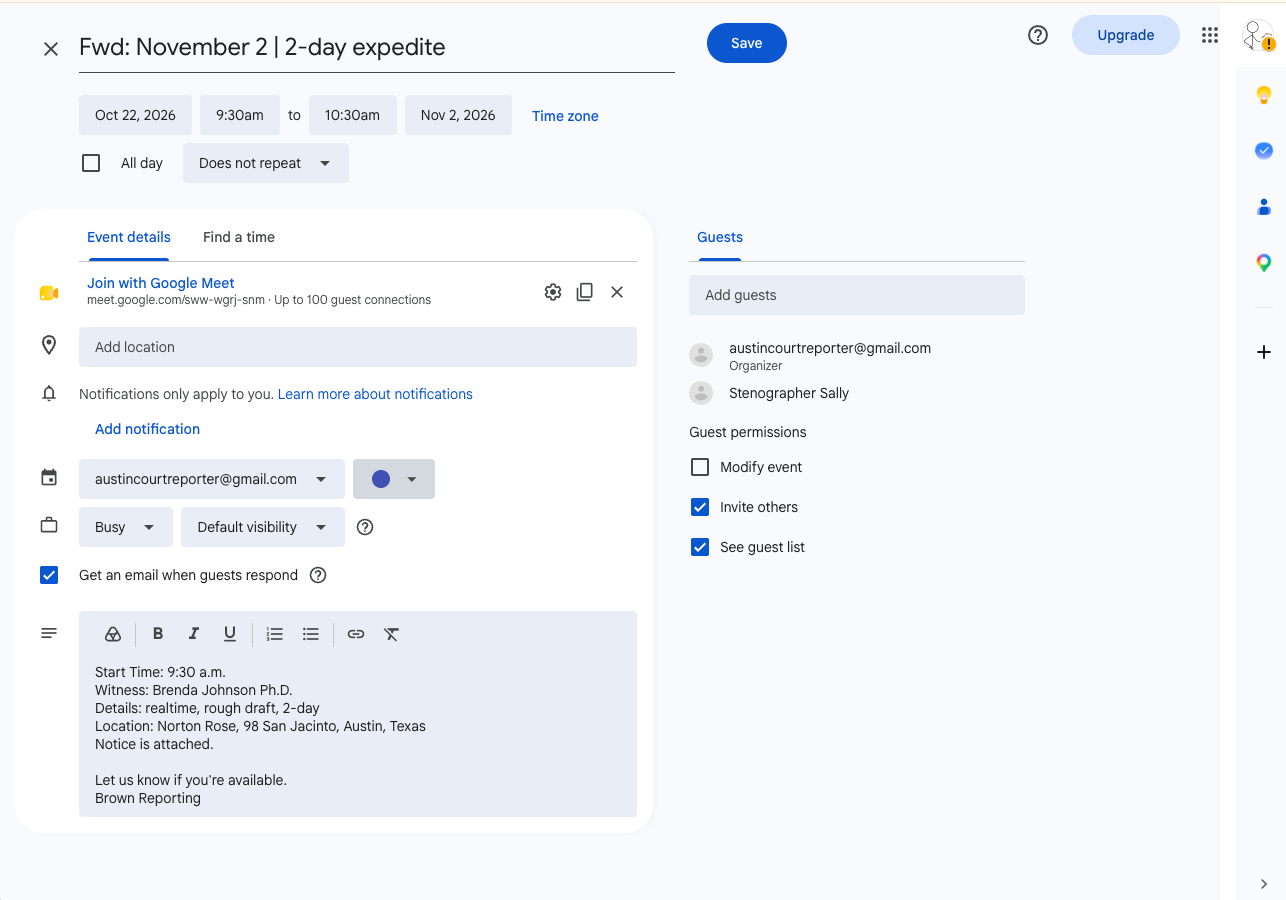 Fwd: November 2 | 2-day expedite
Save
Upgrade
Oct 22, 2026 9:30am to 10:30am Nov 2, 2026 Time zone
All day Does not repeat
Event details Find a time
Join with Google Meet
meet.google.com/sww-wgrj-snm · Up to 100 guest connections
Add location
Notifications only apply to you. Learn more about notifications
Add notification
austincourtreporter@gmail.com
Busy Default visibility
Get an email when guests respond
B I U
Start Time: 9:30 a.m.
Witness: Brenda Johnson Ph.D.
Details: realtime, rough draft, 2-day
Location: Norton Rose, 98 San Jacinto, Austin, Texas
Notice is attached.
Let us know if you're available.
Brown Reporting
Guests
Add guests
austincourtreporter@gmail.com
Organizer
Stenographer Sally
Guest permissions
Modify event
Invite others
See guest list